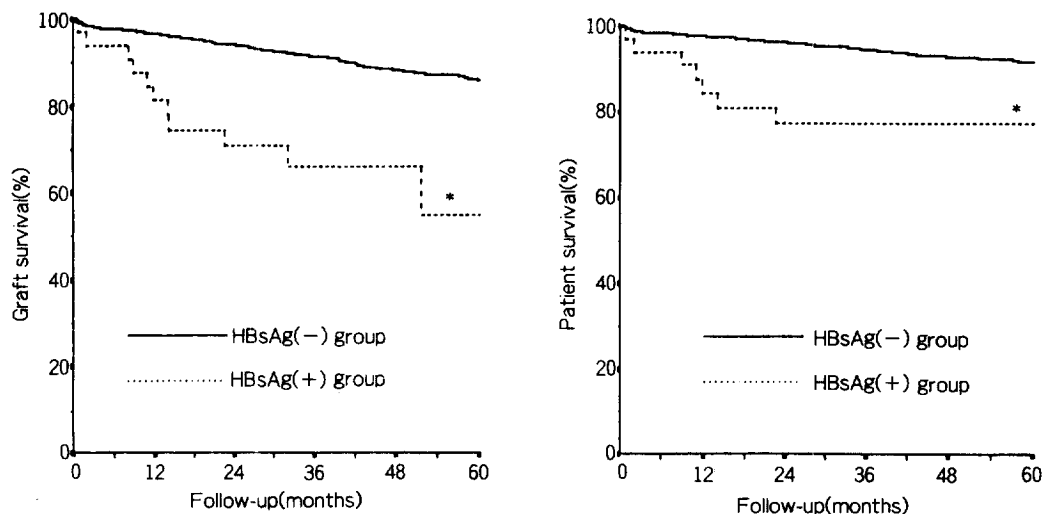 100
80
60
40
20
0
Graft survival(%)
*
HBsAg(−) group
HBsAg(+) group
0 12 24 36 48 60
Follow-up(months)
100
80
60
40
20
0
Patient survival(%)
*
HBsAg(−) group
HBsAg(+) group
0 12 24 36 48 60
Follow-up(months)